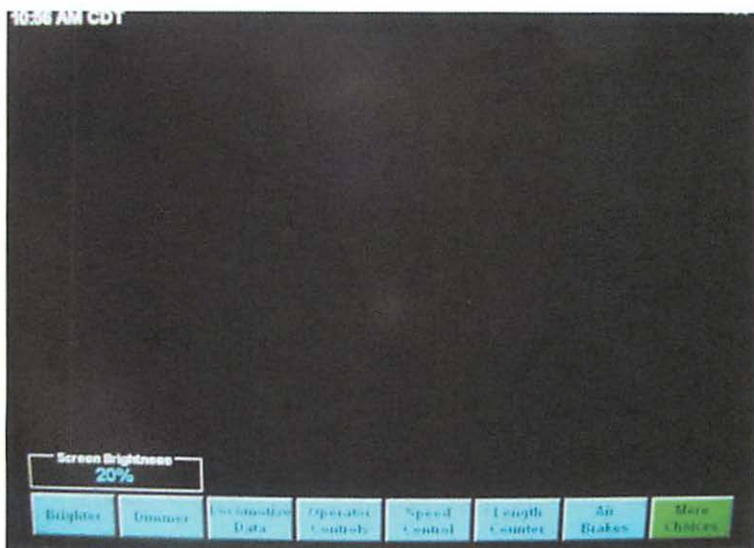 10:56 AM CDT
Screen Brightness
20%
Brighter
Dimmer
Locomotive
Data
Operator
Controls
Speed
Control
Length
Counter
Air
Brakes
More
Choices